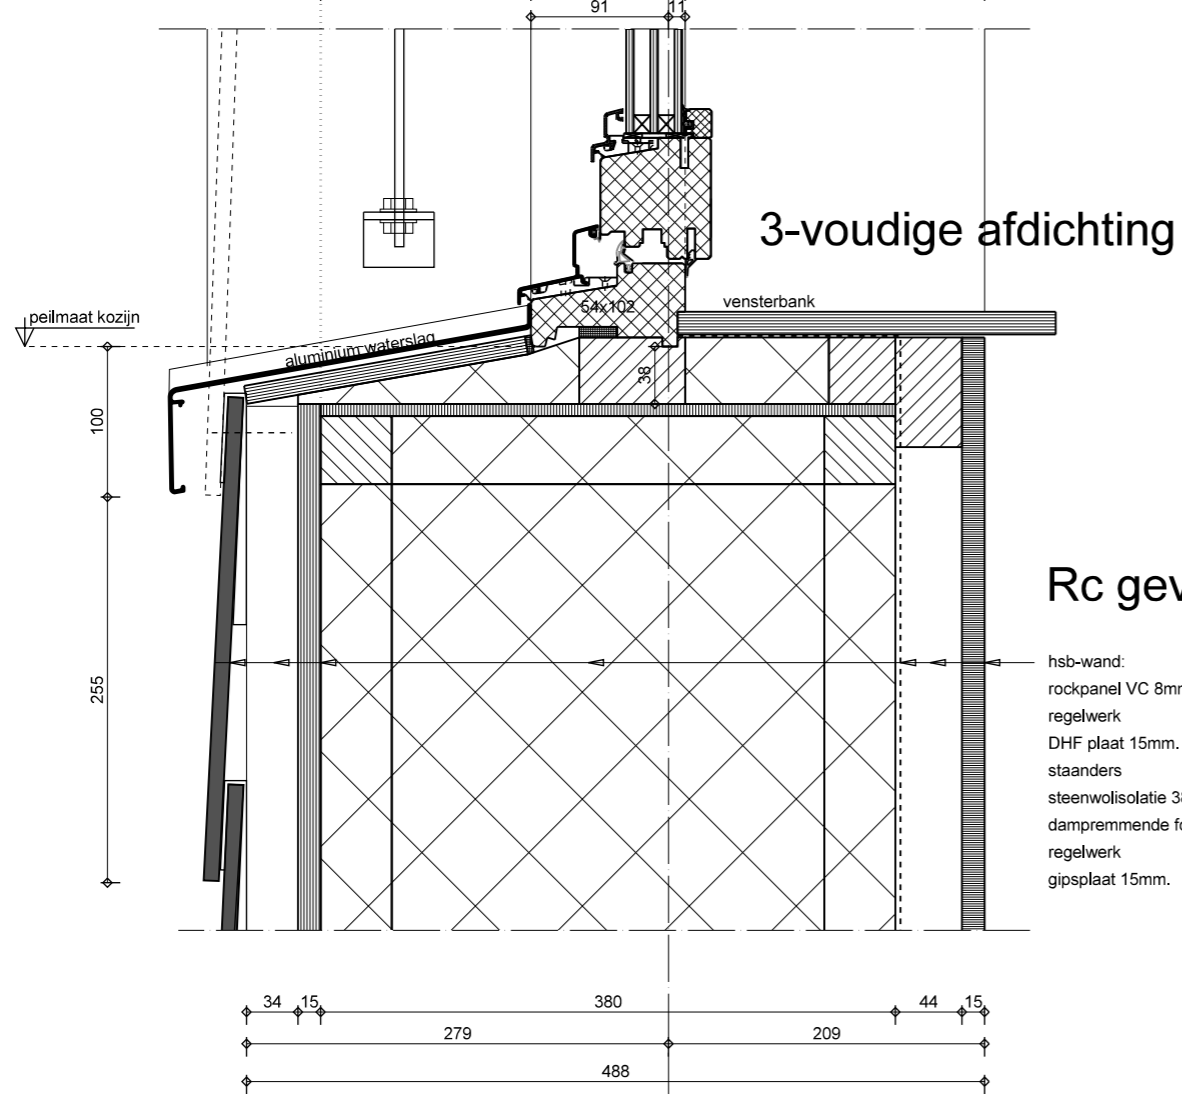 91 11
3-voudige afdichting
peilmaat kozijn
54x102
vensterbank
aluminium waterslag
38
100
255
Rc gev
hsb-wand:
rockpanel VC 8mm
regelwerk
DHF plaat 15mm.
staanders
steenwolisolatie 38
dampremmende fo
regelwerk
gipsplaat 15mm.
34 15 380 44 15
279 209
488